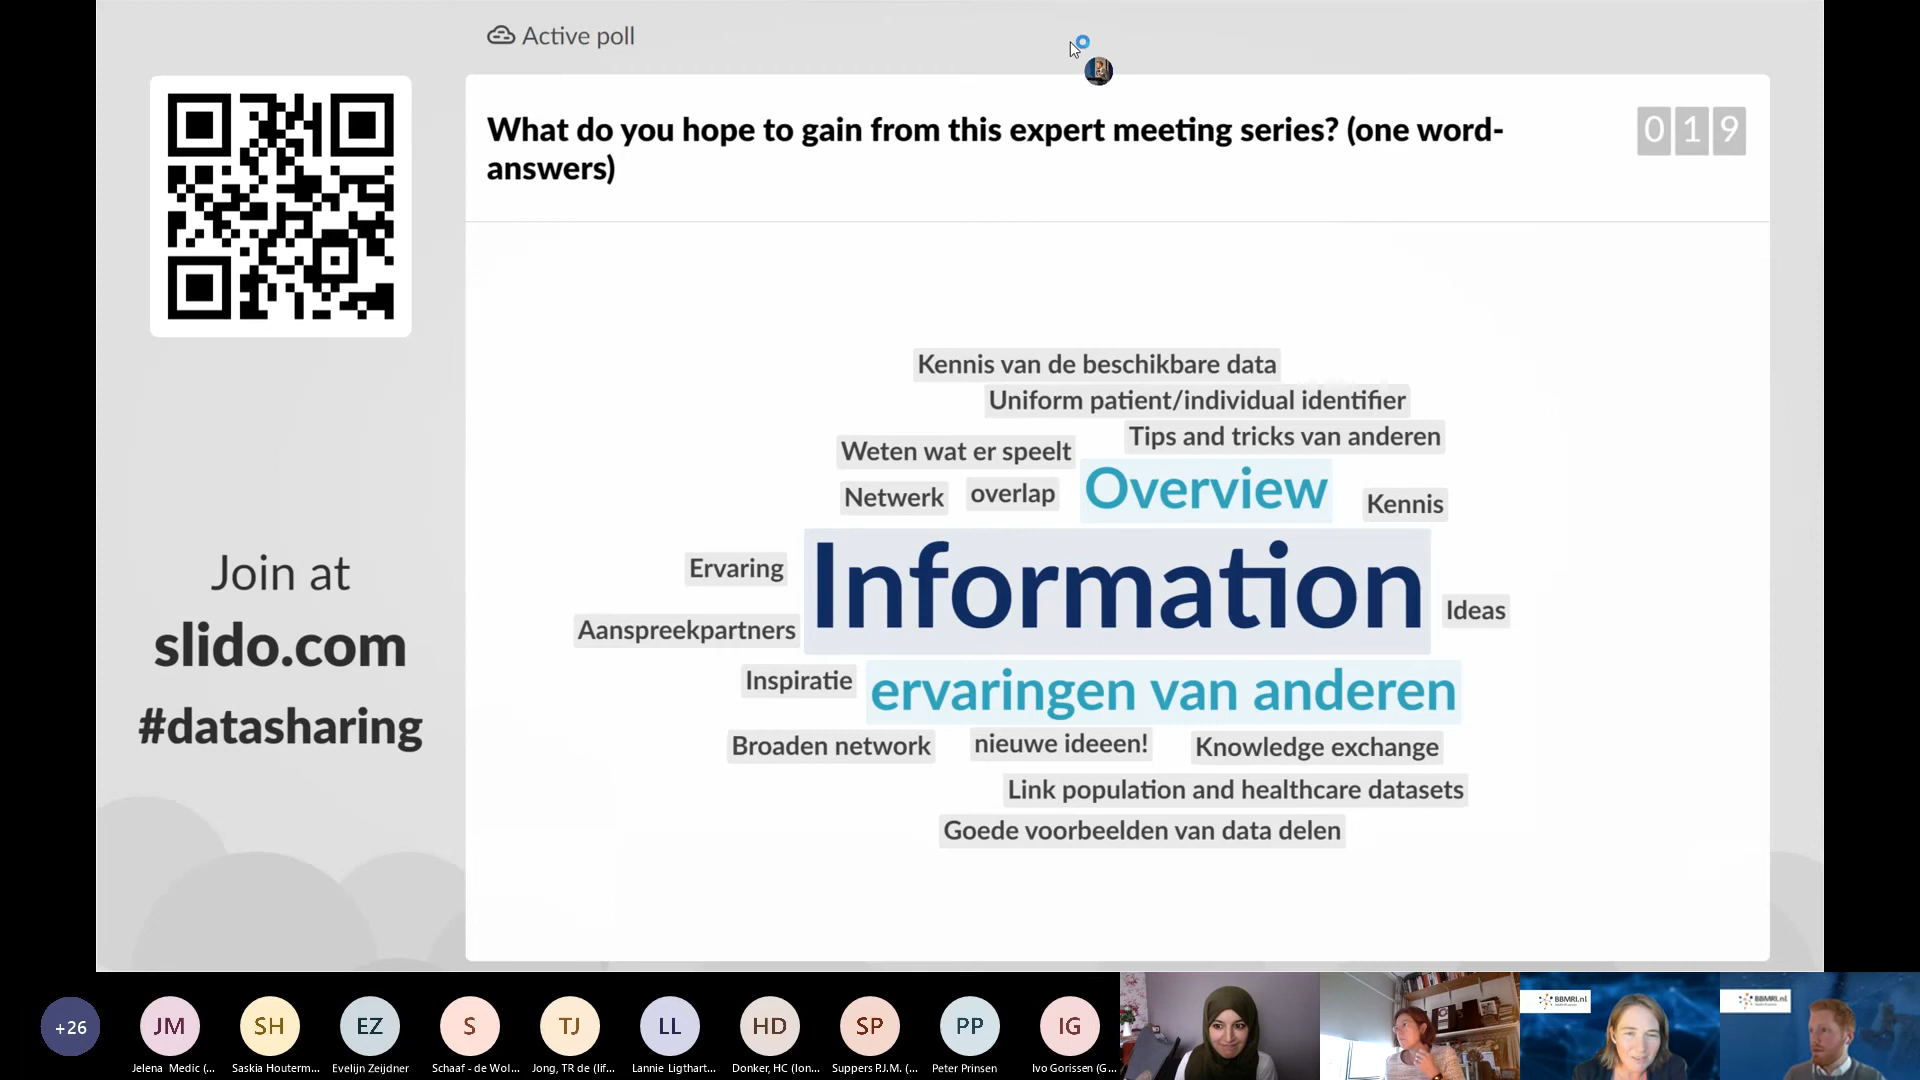 Active poll
What do you hope to gain from this expert meeting series? (one word-
answers)
019
Kennis van de beschikbare data
Uniform patient/individual identifier
Tips and tricks van anderen
Weten wat er speelt
Overview
Netwerk
overlap
Kennis
Information
Ervaring
Ideas
Aanspreekpartners
Inspiratie
ervaringen van anderen
Broaden network
nieuwe ideeen!
Knowledge exchange
Link population and healthcare datasets
Goede voorbeelden van data delen
Join at
slido.com
#datasharing
+26
JM
SH
EZ
S
TJ
LL
HD
SP
PP
IG
Jelena Medic (...
Saskia Houterm...
Evelijn Zeijdner
Schaaf - de Wol...
Jong, TR de (lif...
Lannie Ligthart...
Donker, HC (lon...
Suppers P.J.M. (...
Peter Prinsen
Ivo Gorissen (G...
BBMRI.nl
BBMRI.nl